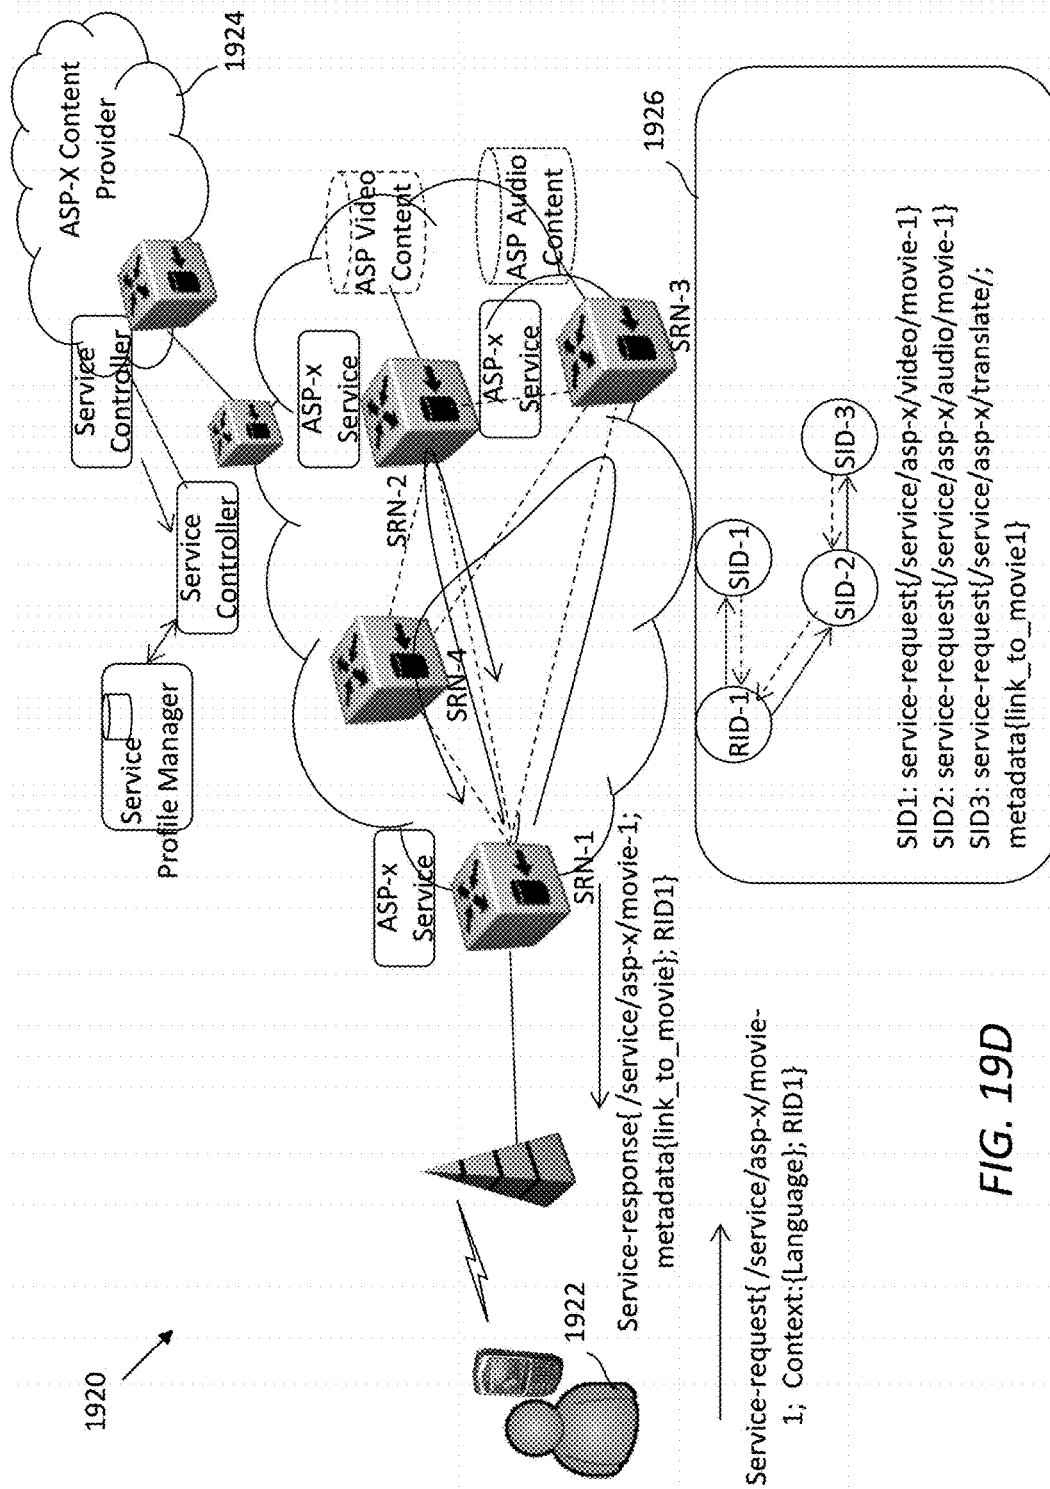 1920
1922
Service-request{ /service/asp-x/movie-
1; Context:{Language}; RID1}
Service-response{ /service/asp-x/movie-1;
metadata{link_to_movie}; RID1}
ASP-x
Service
SRN-1
Service
Profile Manager
Service
Controller
Service
Controller
ASP-X Content
Provider
1924
SRN-4
SRN-2
ASP-x
Service
ASP Video
Content
ASP-x
Service
ASP Audio
Content
SRN-3
1926
RID-1
SID-1
SID-2
SID-3
SID1: service-request{/service/asp-x/video/movie-1}
SID2: service-request{/service/asp-x/audio/movie-1}
SID3: service-request{/service/asp-x/translate/;
metadata{link_to_movie1}
FIG. 19D